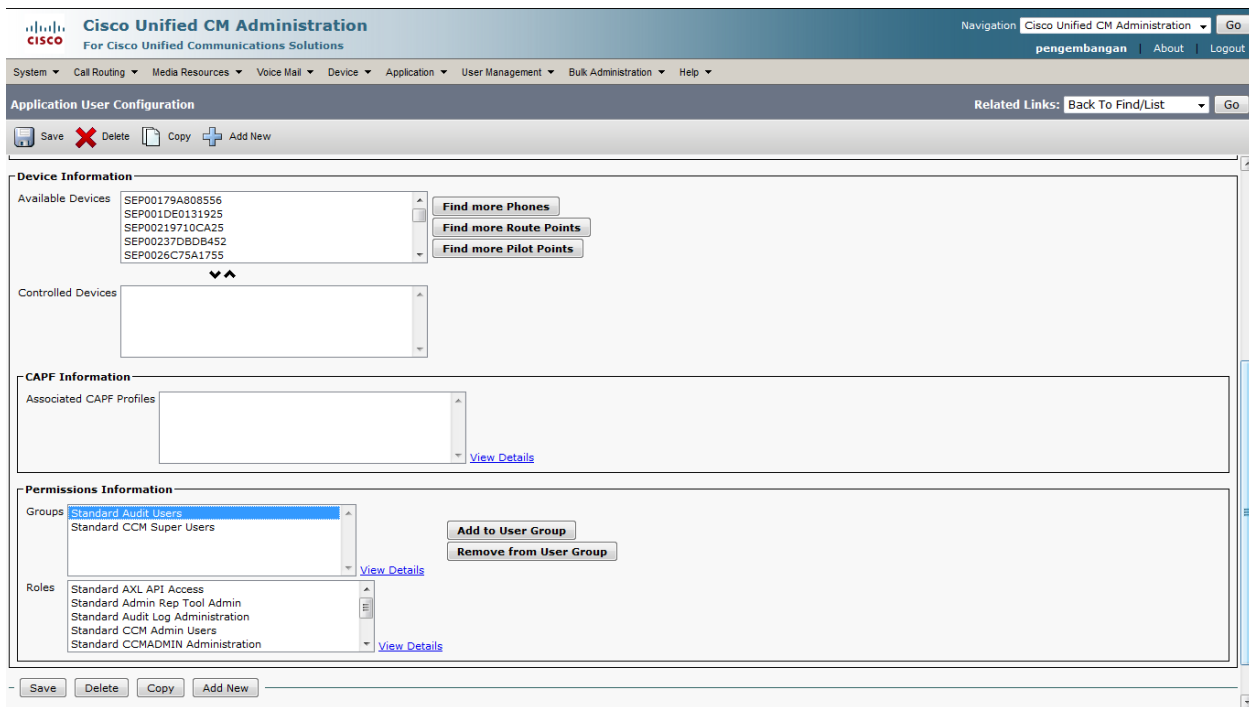 CISCO
Cisco Unified CM Administration
For Cisco Unified Communications Solutions
Navigation Cisco Unified CM Administration Go
pengembangan | About | Logout
System Call Routing Media Resources Voice Mail Device Application User Management Bulk Administration Help
Application User Configuration
Related Links: Back To Find/List Go
Save Delete Copy Add New
Device Information
Available Devices
SEP00179A808556
SEP001DE0131925
SEP00219710CA25
SEP00237DBDB452
SEP0026C75A1755
Find more Phones
Find more Route Points
Find more Pilot Points
Controlled Devices
CAPF Information
Associated CAPF Profiles
View Details
Permissions Information
Groups
Standard Audit Users
Standard CCM Super Users
View Details
Add to User Group
Remove from User Group
Roles
Standard AXL API Access
Standard Admin Rep Tool Admin
Standard Audit Log Administration
Standard CCM Admin Users
Standard CCMADMIN Administration
View Details
Save Delete Copy Add New